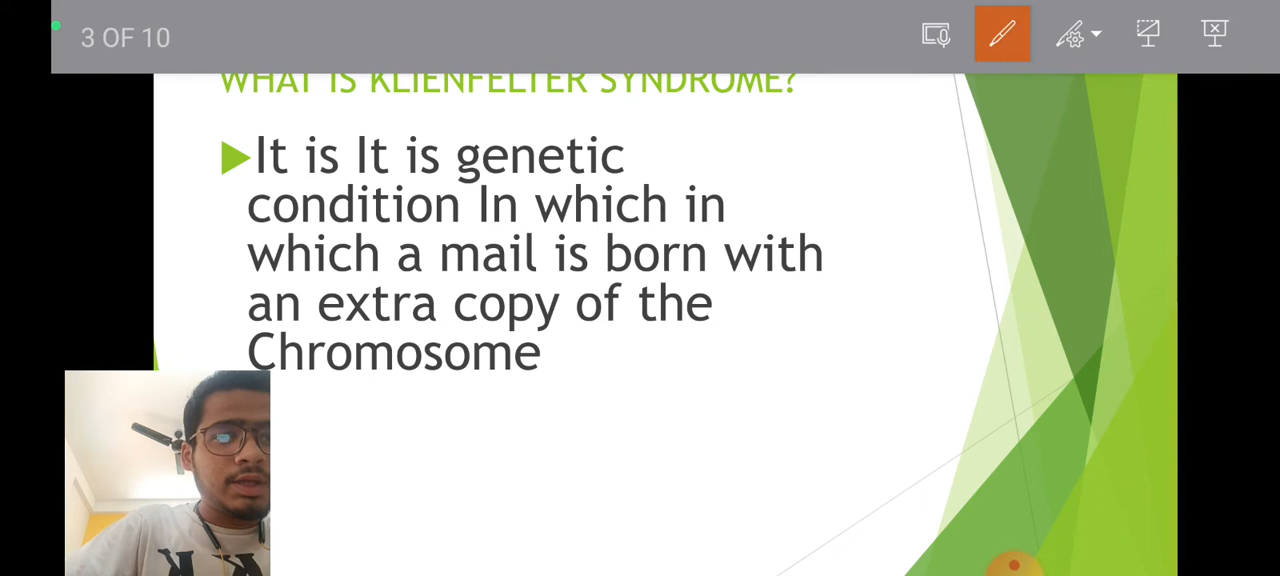 3 OF 10
WHAT IS KLIENFELTER SYNDROME?
It is It is genetic
condition In which in
which a mail is born with
an extra copy of the
Chromosome